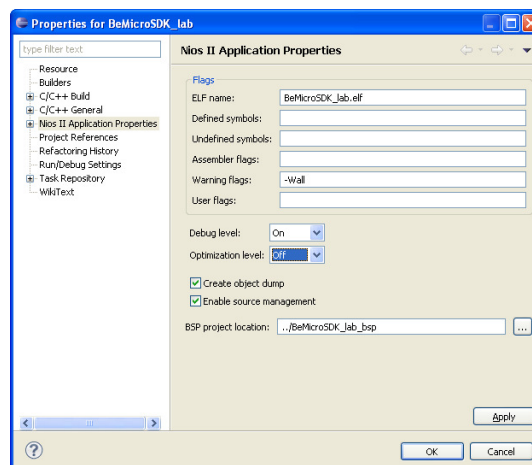 Properties for BeMicroSDK_lab
type filter text
Resource
Builders
C/C++ Build
C/C++ General
Nios II Application Properties
Project References
Refactoring History
Run/Debug Settings
Task Repository
WikiText
Nios II Application Properties
Flags
ELF name: BeMicroSDK_lab.elf
Defined symbols:
Undefined symbols:
Assembler flags:
Warning flags: -Wall
User flags:
Debug level: On
Optimization level: Off
Create object dump
Enable source management
BSP project location: ../BeMicroSDK_lab_bsp ...
Apply
OK Cancel